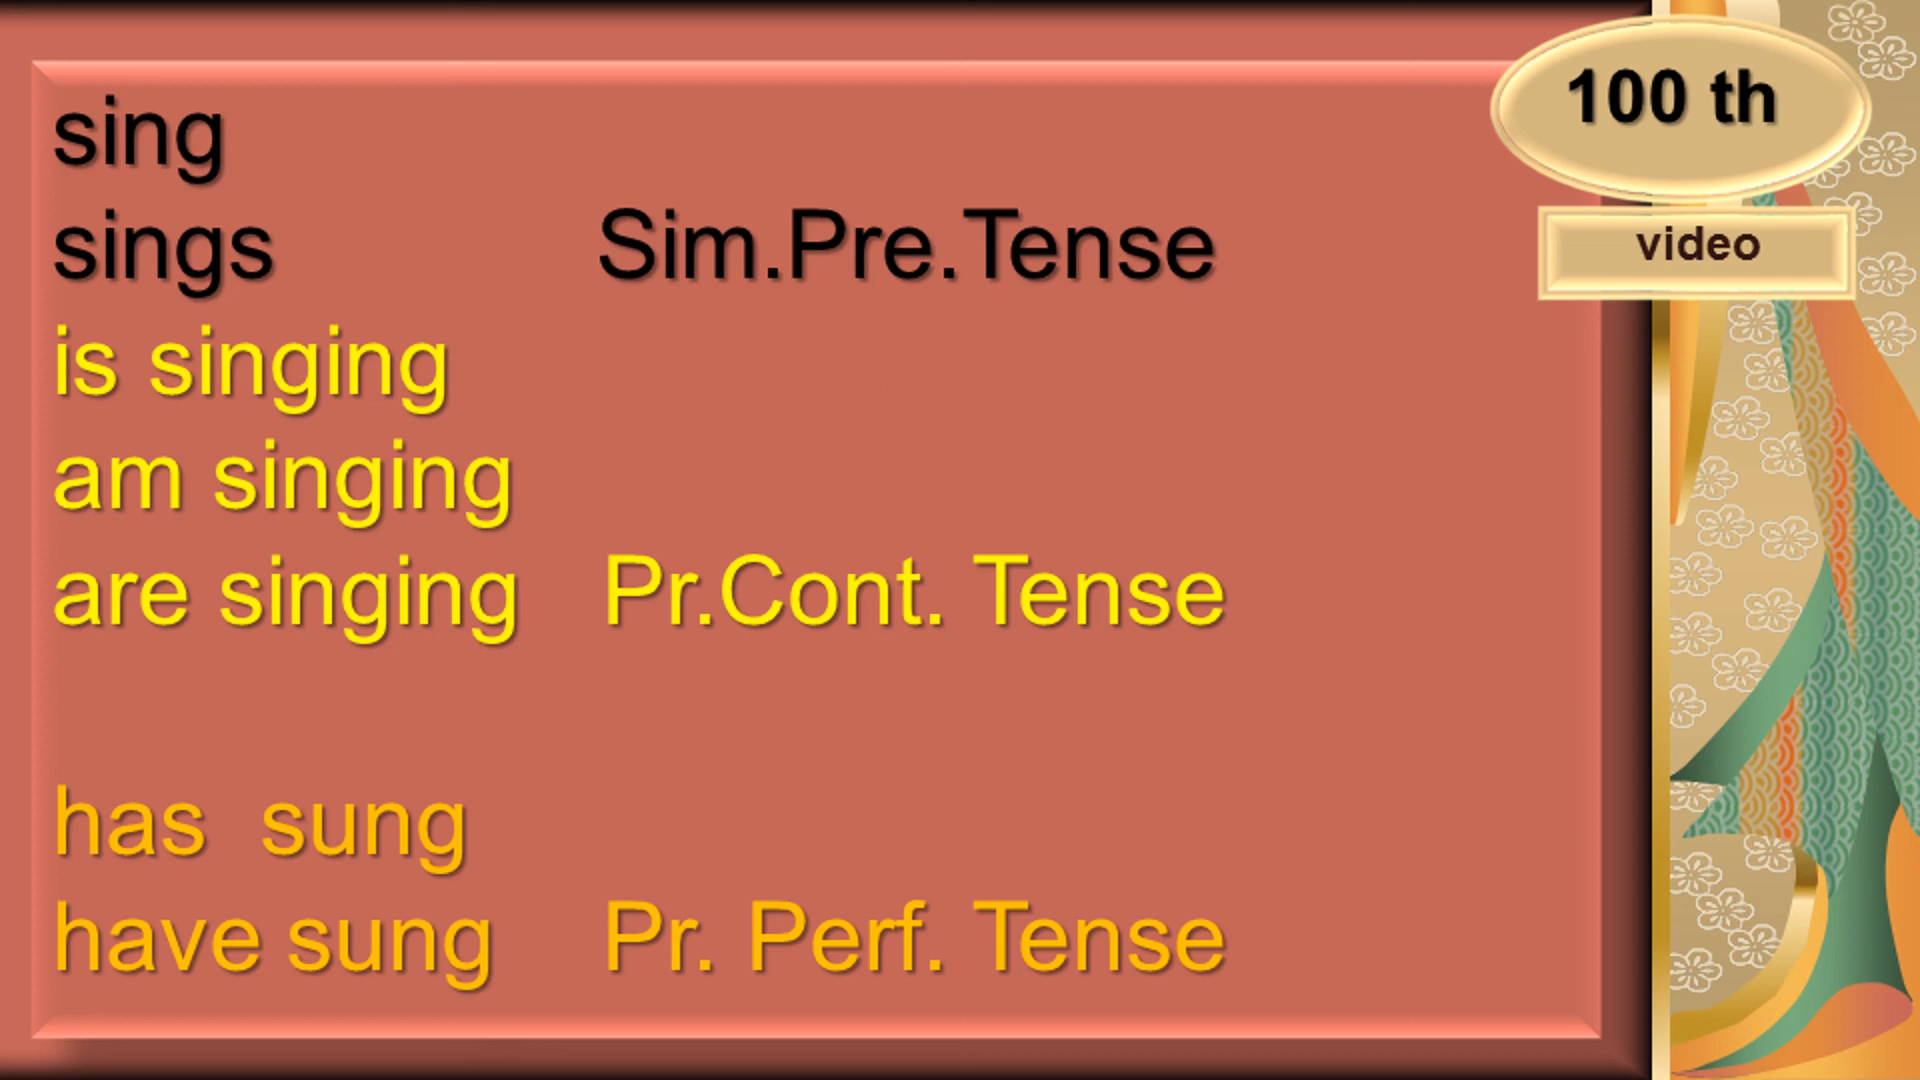 sing
sings Sim.Pre.Tense
is singing
am singing
are singing Pr.Cont. Tense
has sung
have sung Pr. Perf. Tense
100 th
video